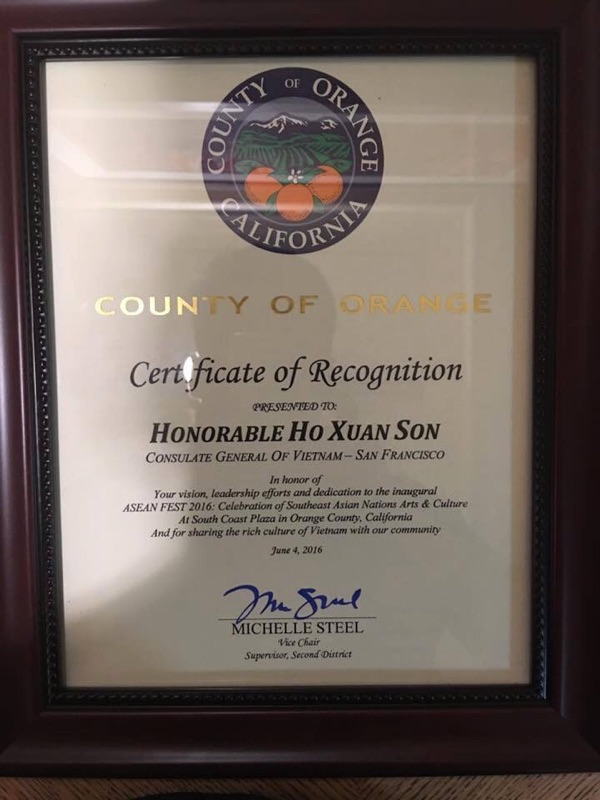 COUNTY OF ORANGE
CALIFORNIA
COUNTY OF ORANGE
Certificate of Recognition
PRESENTED TO:
HONORABLE HO XUAN SON
CONSULATE GENERAL OF VIETNAM – SAN FRANCISCO
In honor of
Your vision, leadership efforts and dedication to the inaugural
ASEAN FEST 2016: Celebration of Southeast Asian Nations Arts & Culture
At South Coast Plaza in Orange County, California
And for sharing the rich culture of Vietnam with our community
June 4, 2016
MICHELLE STEEL
Vice Chair
Supervisor, Second District